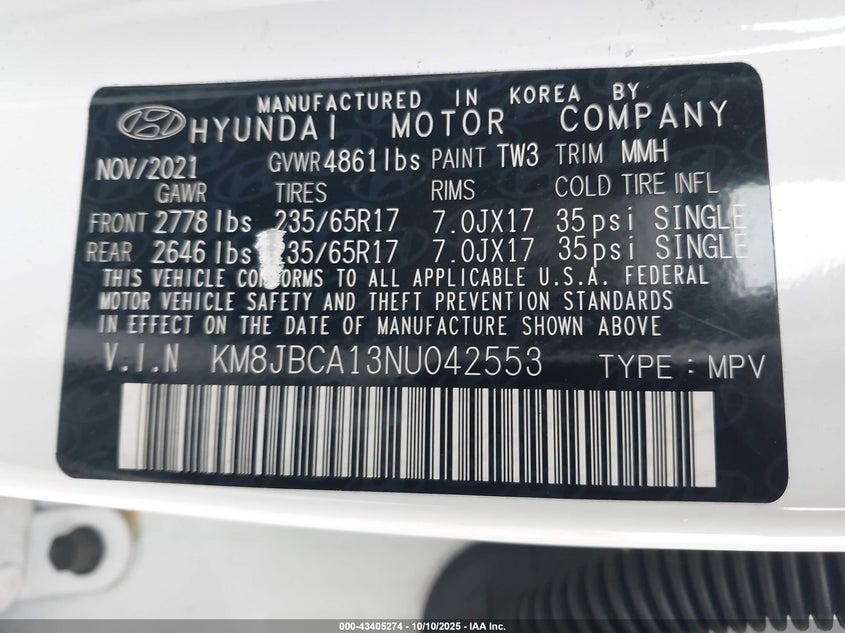 MANUFACTURED IN KOREA BY
HYUNDAI MOTOR COMPANY
NOV/2021 GVWR 4861lbs PAINT TW3 TRIM MMH
GAWR TIRES RIMS COLD TIRE INFL
FRONT 2778 lbs 235/65R17 7.0JX17 35psi SINGLE
REAR 2646 lbs 35/65R17 7.0JX17 35psi SINGLE
THIS VEHICLE CONFORMS TO ALL APPLICABLE U.S.A. FEDERAL
MOTOR VEHICLE SAFETY AND THEFT PREVENTION STANDARDS
IN EFFECT ON THE DATE OF MANUFACTURE SHOWN ABOVE
V.I.N KM8JBCA13NU042553 TYPE : MPV
000-43405274 - 10/10/2025 - IAA Inc.